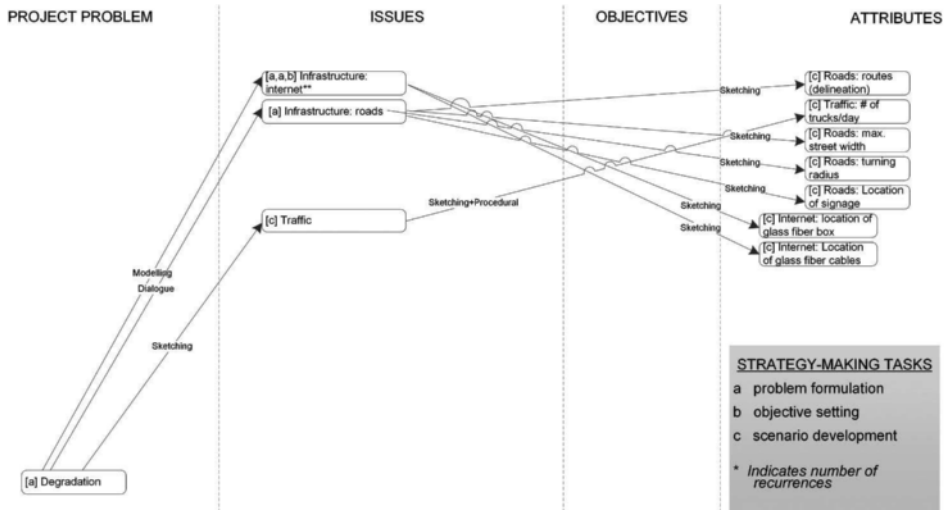 PROJECT PROBLEM
ISSUES
OBJECTIVES
ATTRIBUTES
[a,a,b] Infrastructure:
internet**
[a] Infrastructure: roads
[c] Traffic
[a] Degradation
Modelling
Dialogue
Sketching
Sketching+Procedural
Sketching
Sketching
Sketching
Sketching
Sketching
Sketching
[c] Roads: routes
(delineation)
[c] Traffic: # of
trucks/day
[c] Roads: max.
street width
[c] Roads: turning
radius
[c] Roads: Location
of signage
[c] Internet: location of
glass fiber box
[c] Internet: Location
of glass fiber cables
STRATEGY-MAKING TASKS
a problem formulation
b objective setting
c scenario development
* Indicates number of
recurrences